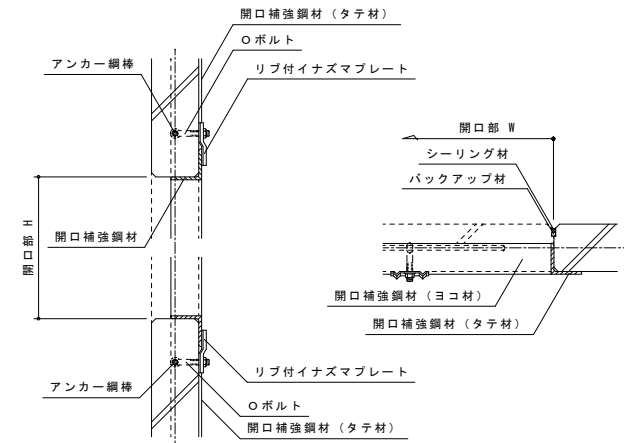 開口補強鋼材（タテ材）
Oボルト
アンカー綱棒
リブ付イナズマプレート
開口部 W
シーリング材
バックアップ材
開口部 H
開口補強鋼材
開口補強鋼材（ヨコ材）
開口補強鋼材（タテ材）
アンカー綱棒
リブ付イナズマプレート
Oボルト
開口補強鋼材（タテ材）